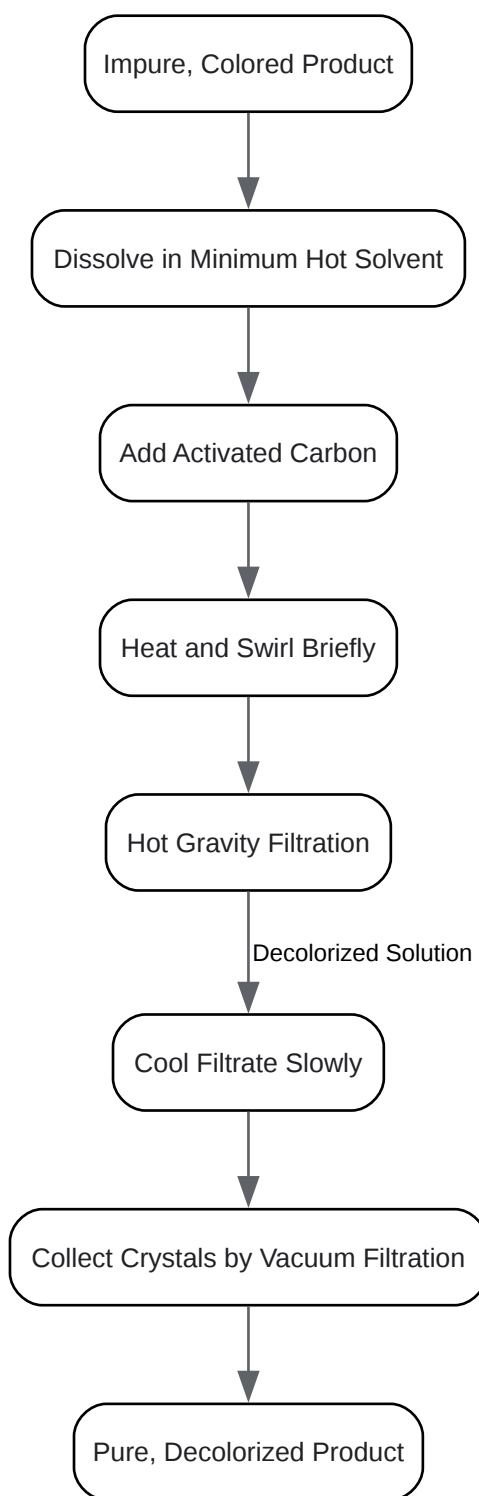 Impure, Colored Product
Dissolve in Minimum Hot Solvent
Add Activated Carbon
Heat and Swirl Briefly
Hot Gravity Filtration
Decolorized Solution
Cool Filtrate Slowly
Collect Crystals by Vacuum Filtration
Pure, Decolorized Product